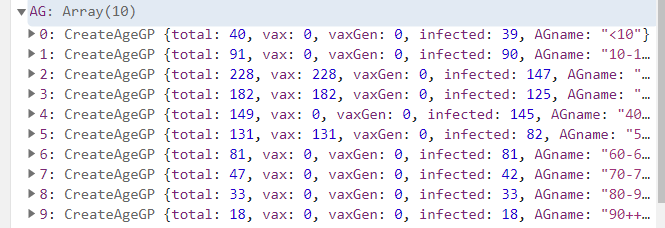 ▼AG: Array(10)
▶0: CreateAgeGP {total: 40, vax: 0, vaxGen: 0, infected: 39, AGname: "<10"}
▶1: CreateAgeGP {total: 91, vax: 0, vaxGen: 0, infected: 90, AGname: "10-1…
▶2: CreateAgeGP {total: 228, vax: 228, vaxGen: 0, infected: 147, AGname: "…
▶3: CreateAgeGP {total: 182, vax: 182, vaxGen: 0, infected: 125, AGname: "…
▶4: CreateAgeGP {total: 149, vax: 0, vaxGen: 0, infected: 145, AGname: "40…
▶5: CreateAgeGP {total: 131, vax: 131, vaxGen: 0, infected: 82, AGname: "5…
▶6: CreateAgeGP {total: 81, vax: 0, vaxGen: 0, infected: 81, AGname: "60-6…
▶7: CreateAgeGP {total: 47, vax: 0, vaxGen: 0, infected: 42, AGname: "70-7…
▶8: CreateAgeGP {total: 33, vax: 0, vaxGen: 0, infected: 33, AGname: "80-9…
▶9: CreateAgeGP {total: 18, vax: 0, vaxGen: 0, infected: 18, AGname: "90++…